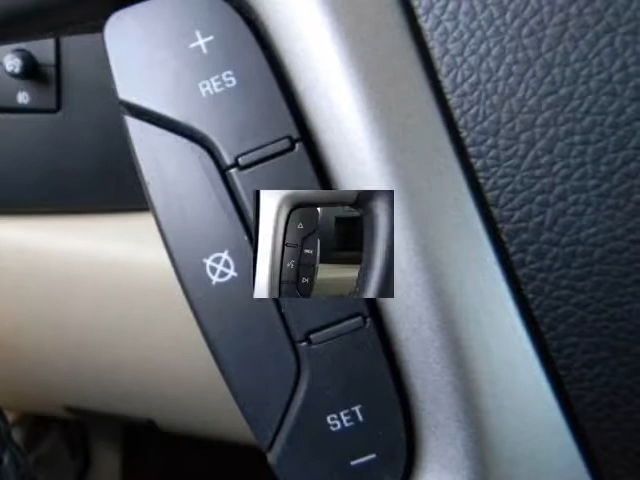 +
RES
SET
—